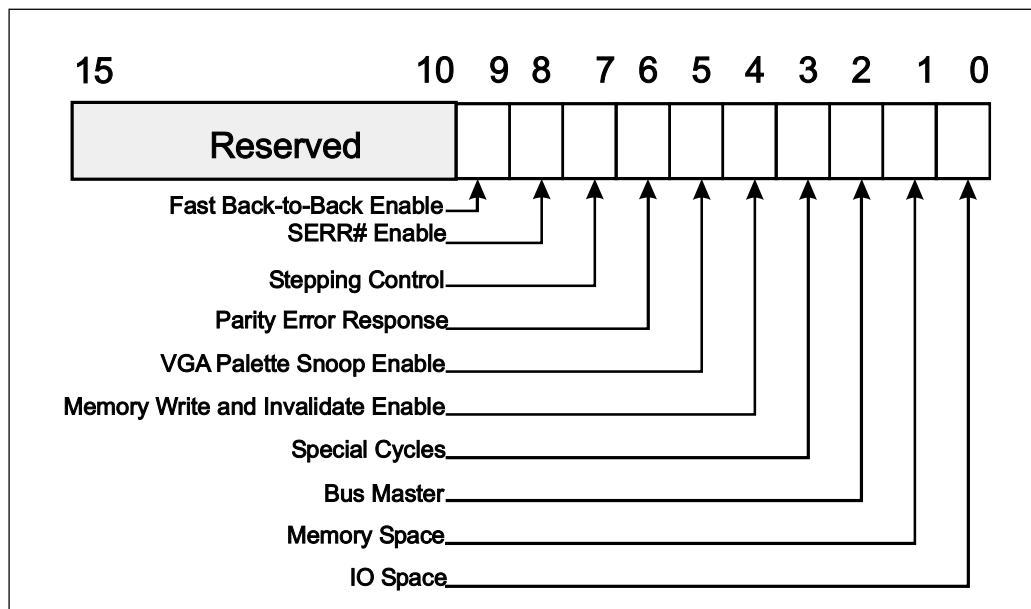 15 10 9 8 7 6 5 4 3 2 1 0
Reserved
Fast Back-to-Back Enable
SERR# Enable
Stepping Control
Parity Error Response
VGA Palette Snoop Enable
Memory Write and Invalidate Enable
Special Cycles
Bus Master
Memory Space
IO Space